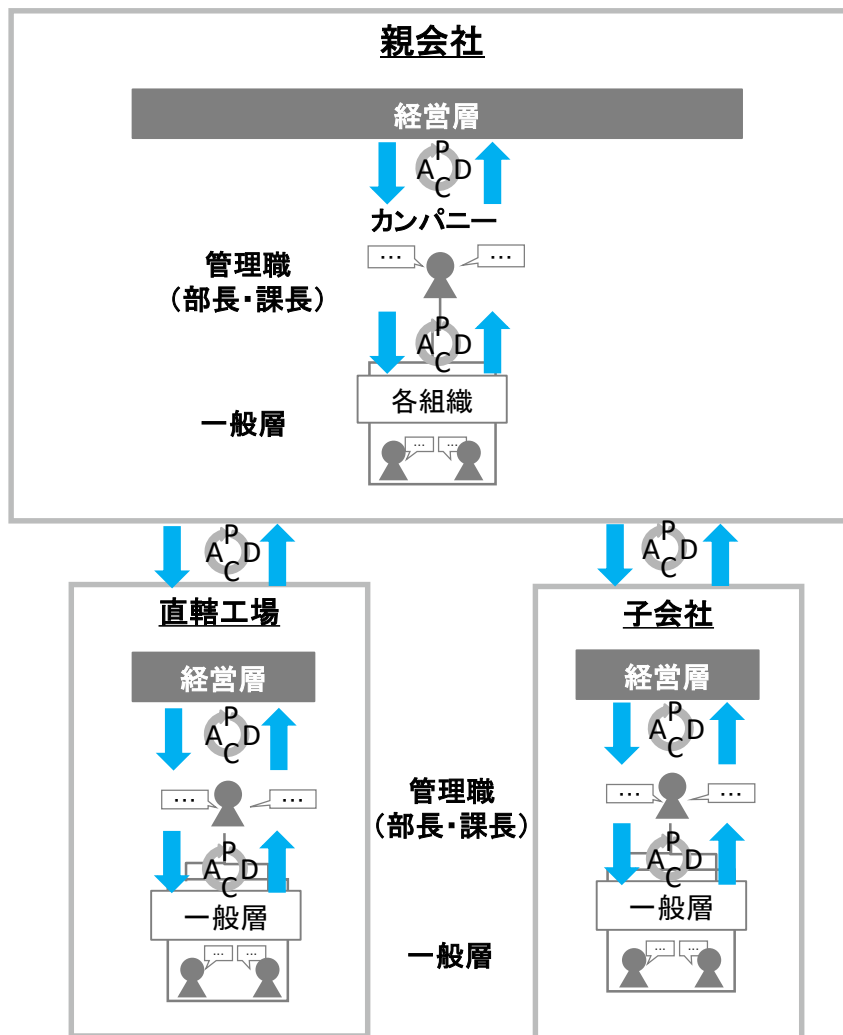 親会社
経営層
P
A D
C
カンパニー
… …
管理職
（部長・課長）
P
A D
C
各組織
一般層
… …
P
A D
C
P
A D
C
直轄工場
経営層
P
A D
C
… …
P
A D
C
一般層
… …
管理職
（部長・課長）
一般層
子会社
経営層
P
A D
C
… …
P
A D
C
一般層
… …